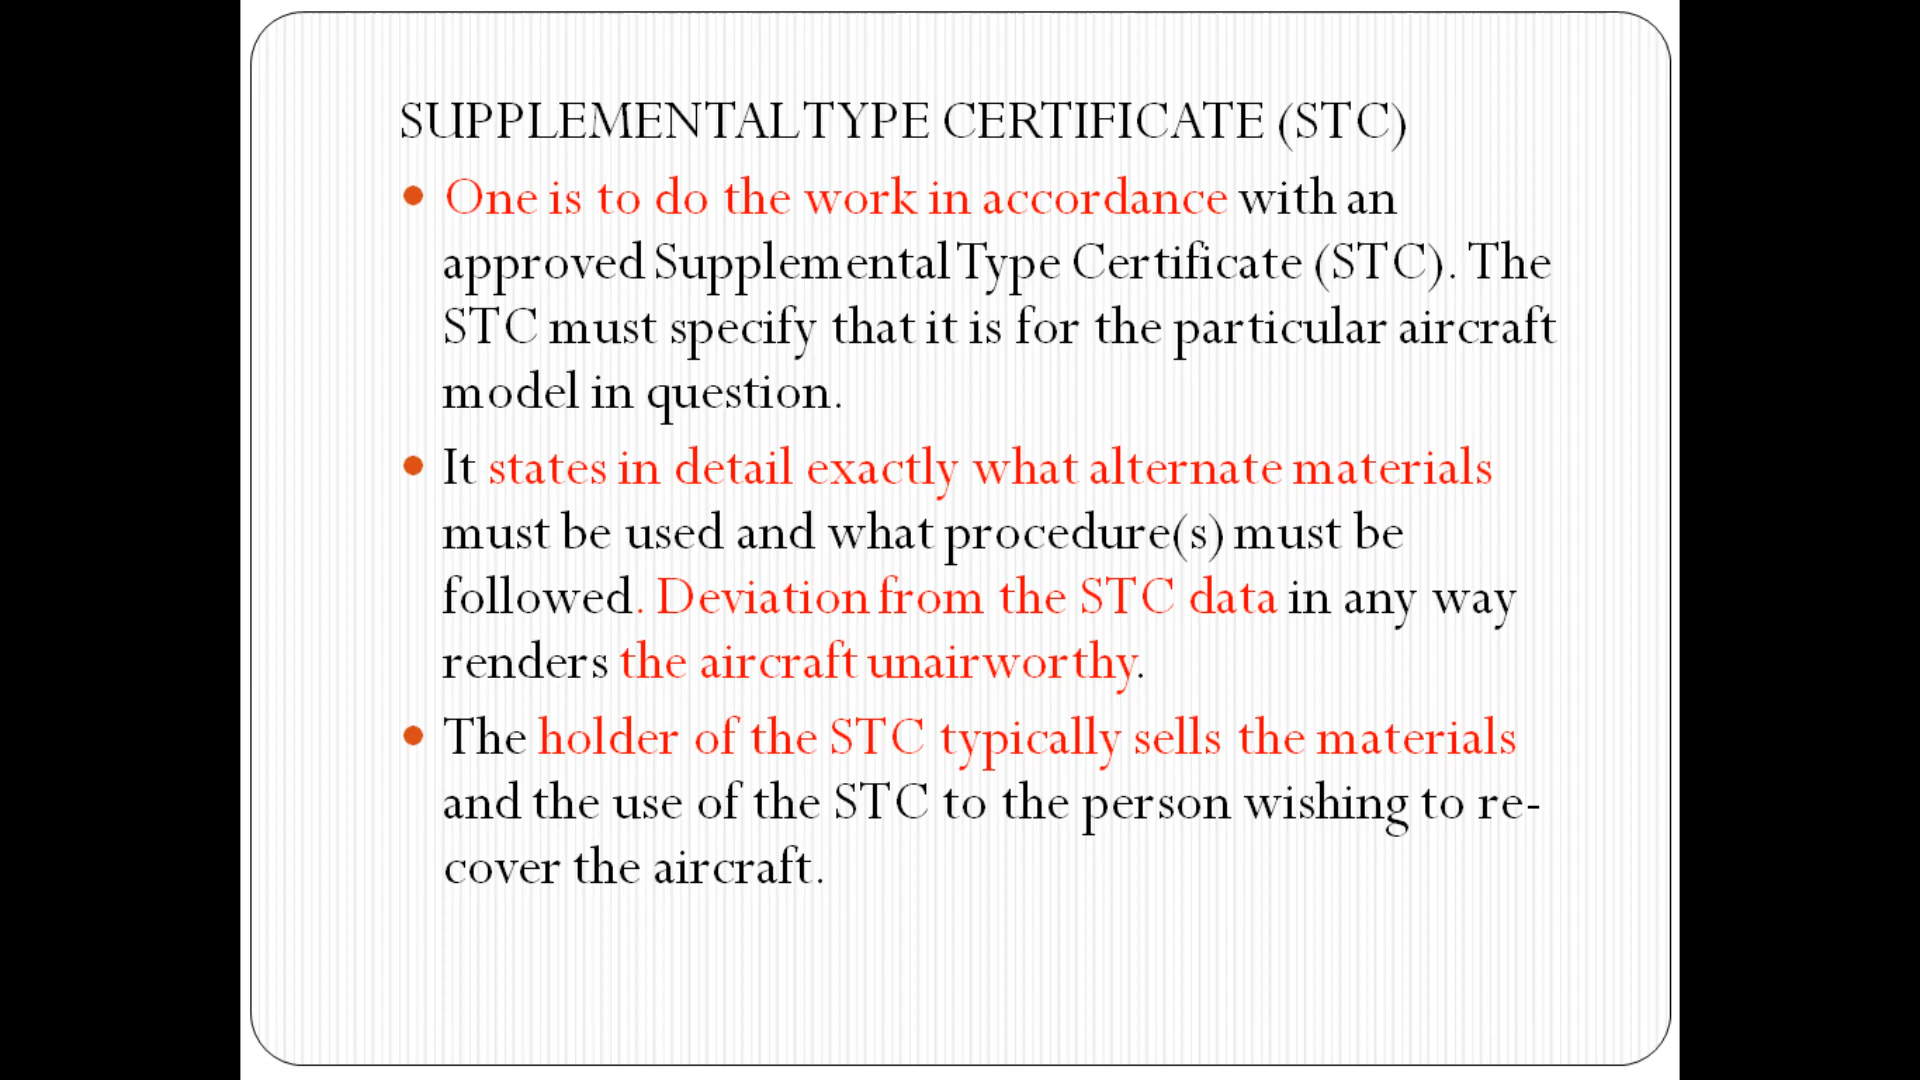 SUPPLEMENTAL TYPE CERTIFICATE (STC)
• One is to do the work in accordance with an
approved Supplemental Type Certificate (STC). The
STC must specify that it is for the particular aircraft
model in question.
• It states in detail exactly what alternate materials
must be used and what procedure(s) must be
followed. Deviation from the STC data in any way
renders the aircraft unairworthy.
• The holder of the STC typically sells the materials
and the use of the STC to the person wishing to re-
cover the aircraft.